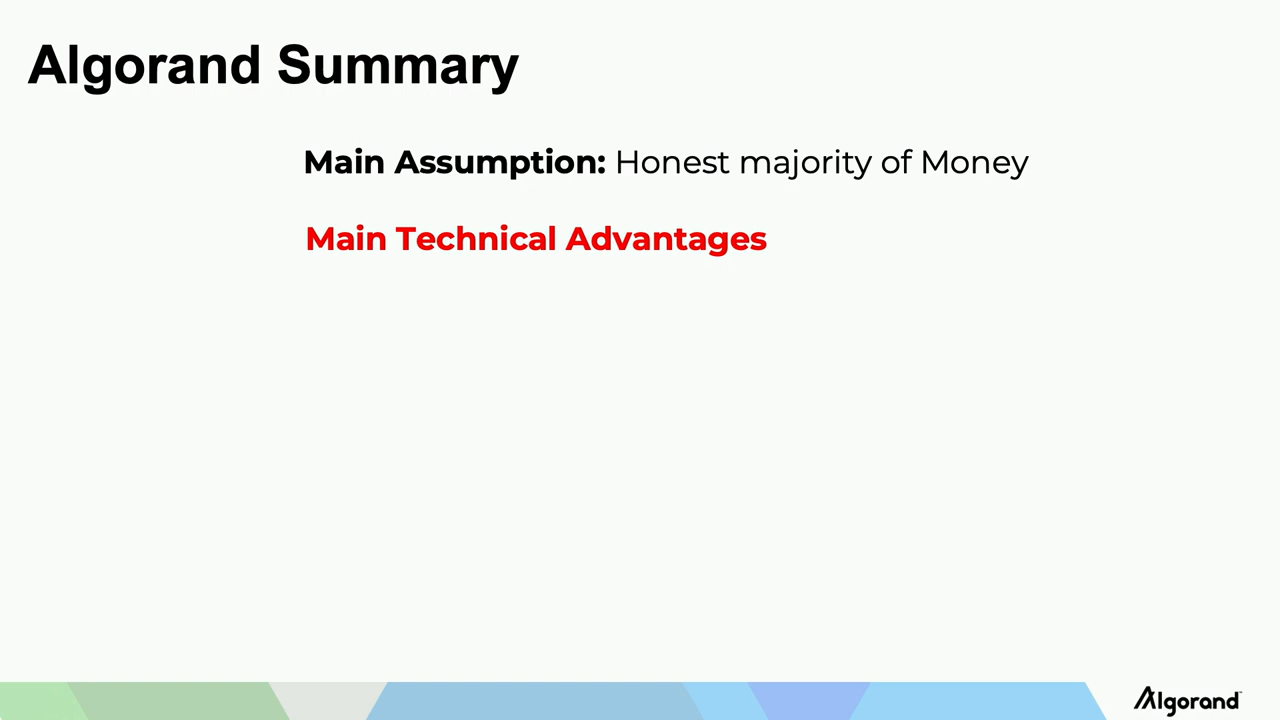 Algorand Summary
Main Assumption: Honest majority of Money
Main Technical Advantages
Algorand